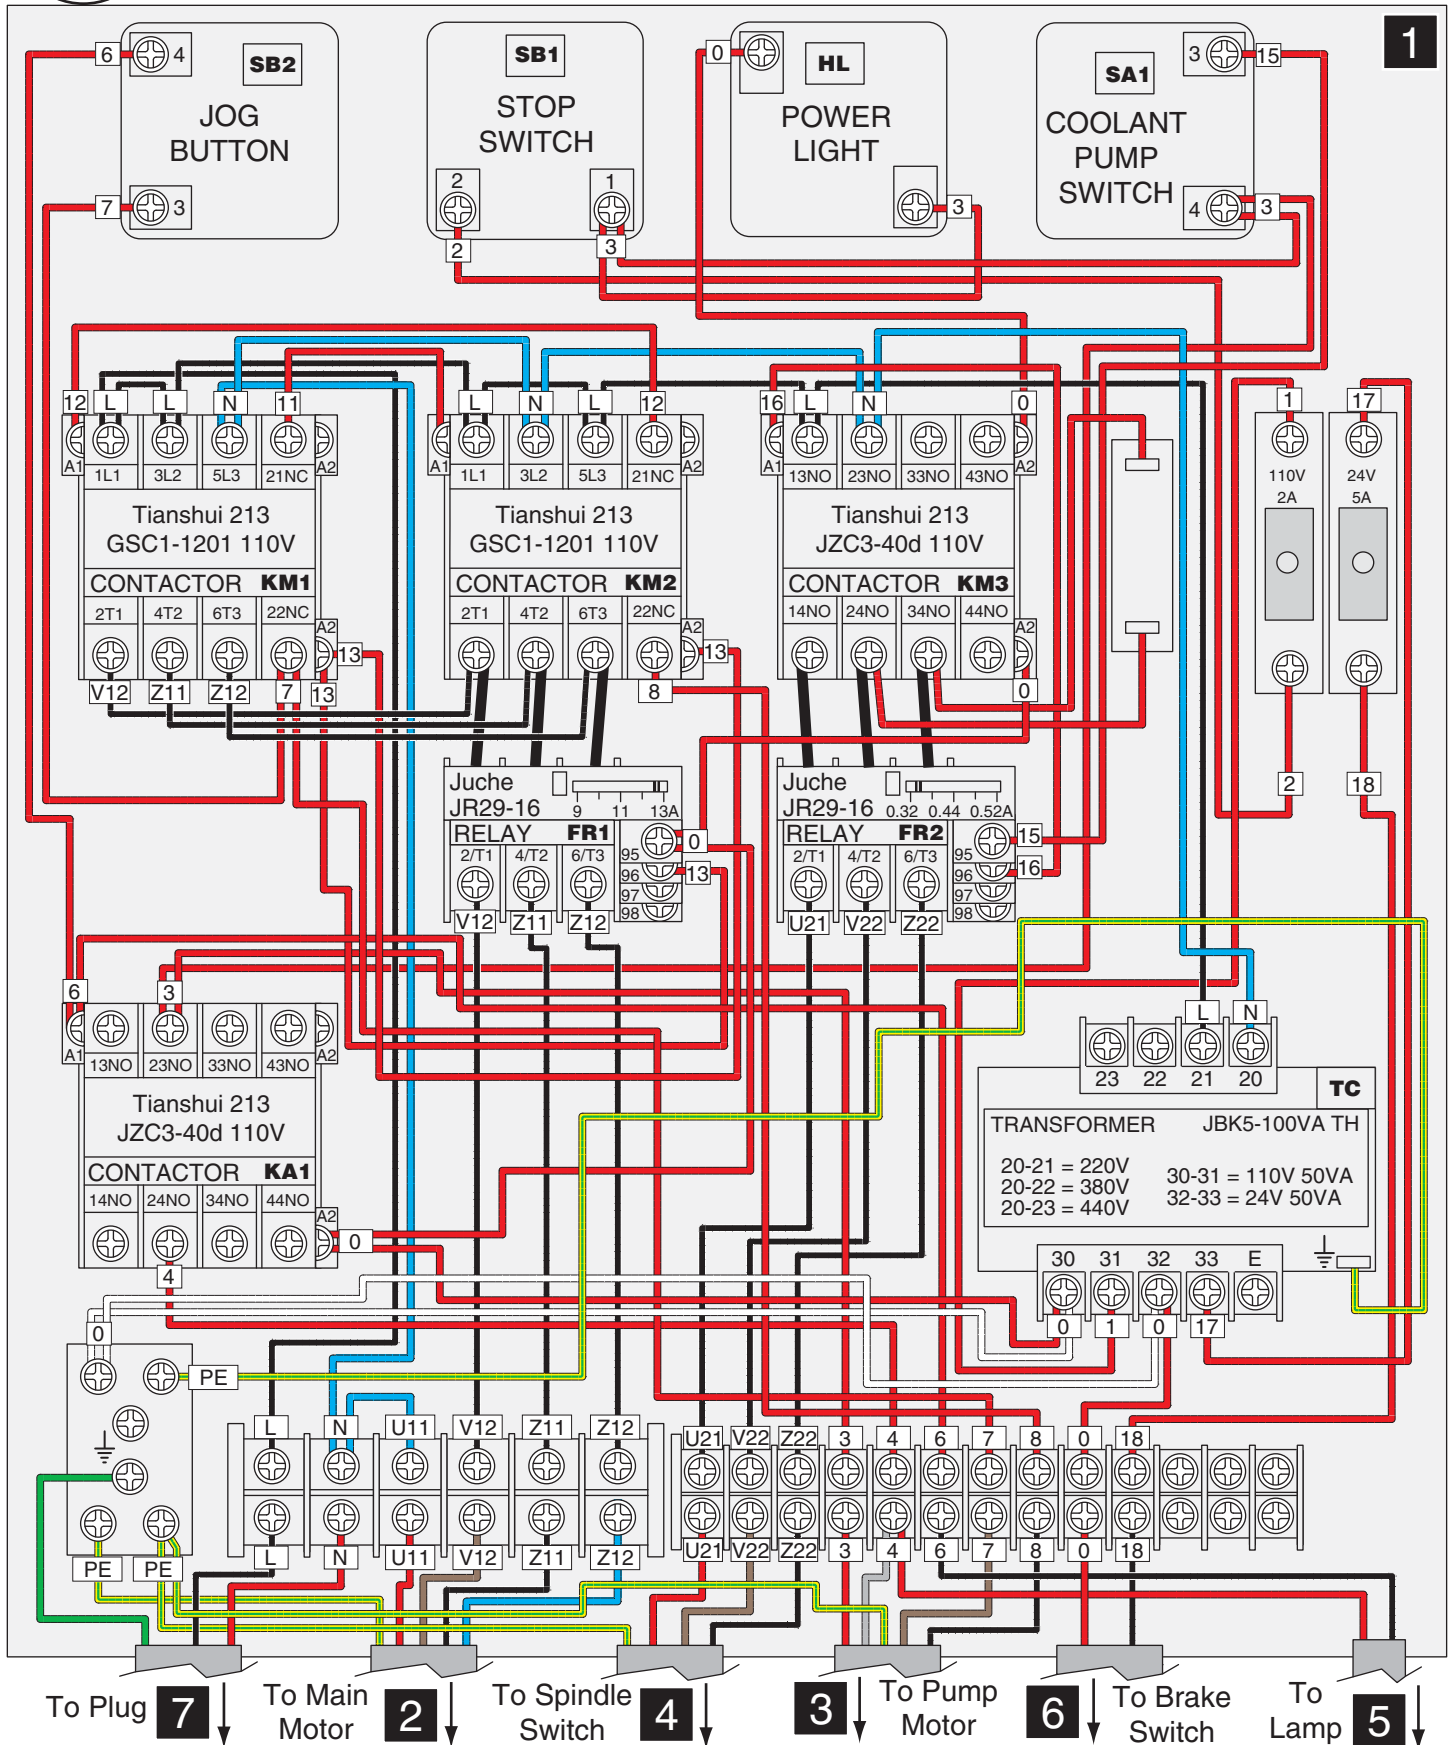 1
6
4
SB2
JOG
BUTTON
7
3
SB1
STOP
SWITCH
2
1
2
3
0
HL
POWER
LIGHT
3
SA1
3
15
COOLANT
PUMP
SWITCH
4
3
12
L
L
N
11
A1
1L1
3L2
5L3
21NC
A2
Tianshui 213
GSC1-1201 110V
CONTACTOR KM1
2T1
4T2
6T3
22NC
A2
13
V12
Z11
Z12
7
13
L
N
L
12
A1
1L1
3L2
5L3
21NC
A2
Tianshui 213
GSC1-1201 110V
CONTACTOR KM2
2T1
4T2
6T3
22NC
A2
13
8
16
L
N
0
A1
13NO
23NO
33NO
43NO
A2
Tianshui 213
JZC3-40d 110V
CONTACTOR KM3
14NO
24NO
34NO
44NO
A2
0
1
17
110V
2A
24V
5A
2
18
Juche
JR29-16
9
11
13A
RELAY FR1
2/T1
4/T2
6/T3
95
96
97
98
0
13
V12
Z11
Z12
Juche
JR29-16
0.32
0.44
0.52A
RELAY FR2
2/T1
4/T2
6/T3
95
96
97
98
15
16
U21
V22
Z22
6
3
A1
13NO
23NO
33NO
43NO
A2
Tianshui 213
JZC3-40d 110V
CONTACTOR KA1
14NO
24NO
34NO
44NO
A2
0
4
L
N
23
22
21
20
TC
TRANSFORMER
JBK5-100VA TH
20-21 = 220V
20-22 = 380V
20-23 = 440V
30-31 = 110V 50VA
32-33 = 24V 50VA
30
31
32
33
E
0
1
0
17
0
PE
PE
PE
L
N
U11
V12
Z11
Z12
L
N
U11
V12
Z11
Z12
U21
V22
Z22
3
4
6
7
8
0
18
U21
V22
Z22
3
4
6
7
8
0
18
To Plug 7
To Main
Motor
2
To Spindle
Switch
4
3
To Pump
Motor
6
To Brake
Switch
To
Lamp
5